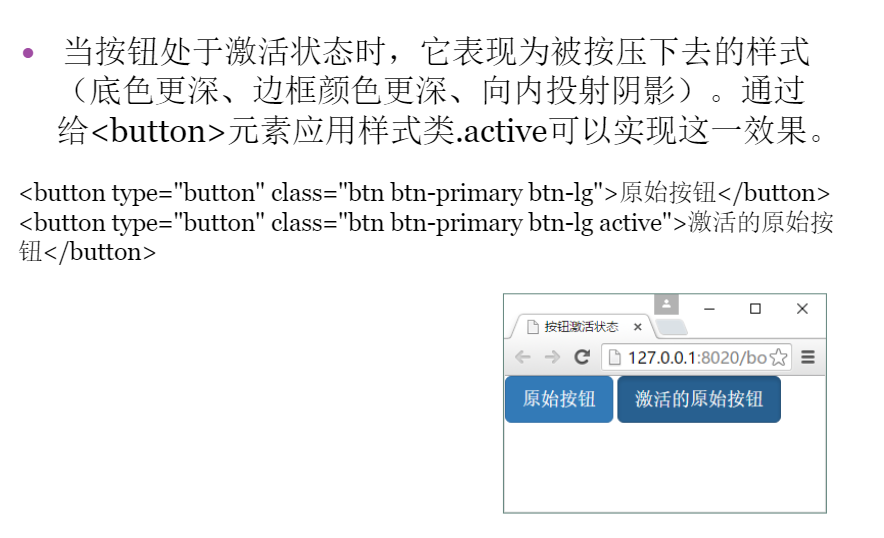 • 当按钮处于激活状态时，它表现为被按压下去的样式
（底色更深、边框颜色更深、向内投射阴影）。通过
给<button>元素应用样式类.active可以实现这一效果。
<button type="button" class="btn btn-primary btn-lg">原始按钮</button>
<button type="button" class="btn btn-primary btn-lg active">激活的原始按
钮</button>
按钮激活状态
127.0.0.1:8020/bo
原始按钮 激活的原始按钮